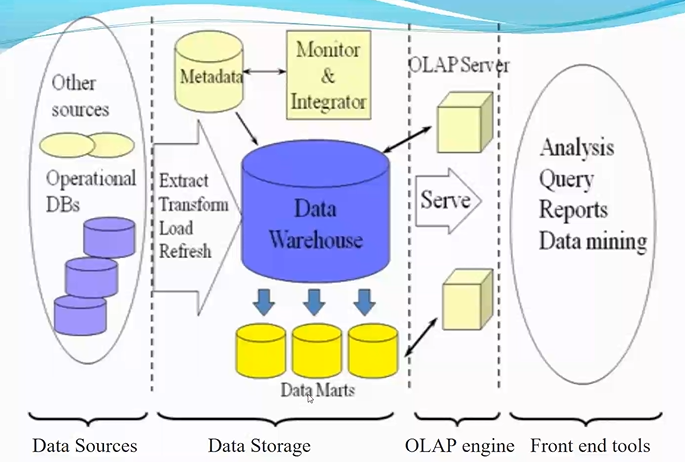 Other
sources
Operational
DBs
Metadata
Monitor
&
Integrator
Extract
Transform
Load
Refresh
Data
Warehouse
Data Marts
OLAP Server
Serve
Analysis
Query
Reports
Data mining
Data Sources
Data Storage
OLAP engine
Front end tools